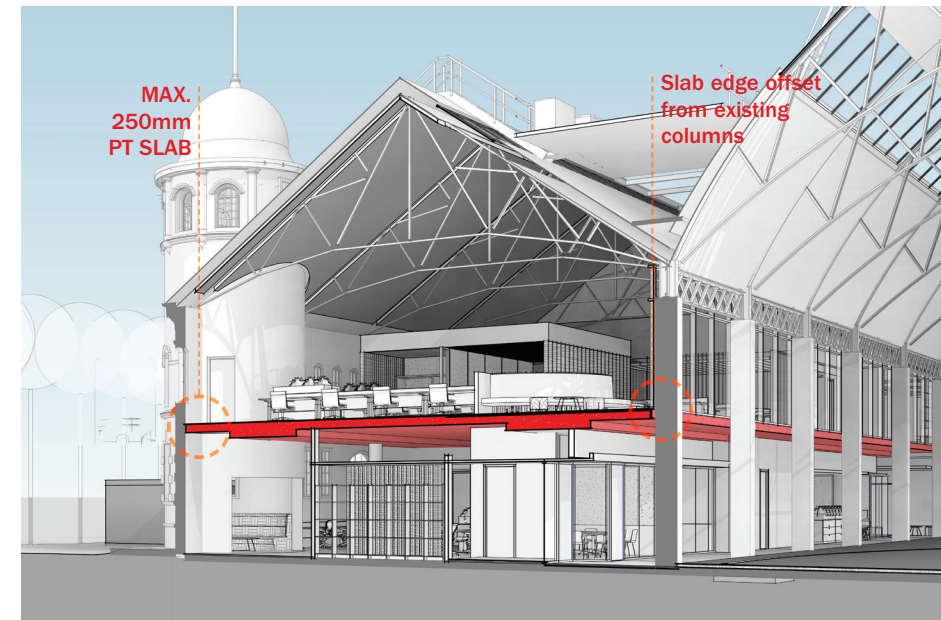 MAX.
250mm
PT SLAB
Slab edge offset
from existing
columns